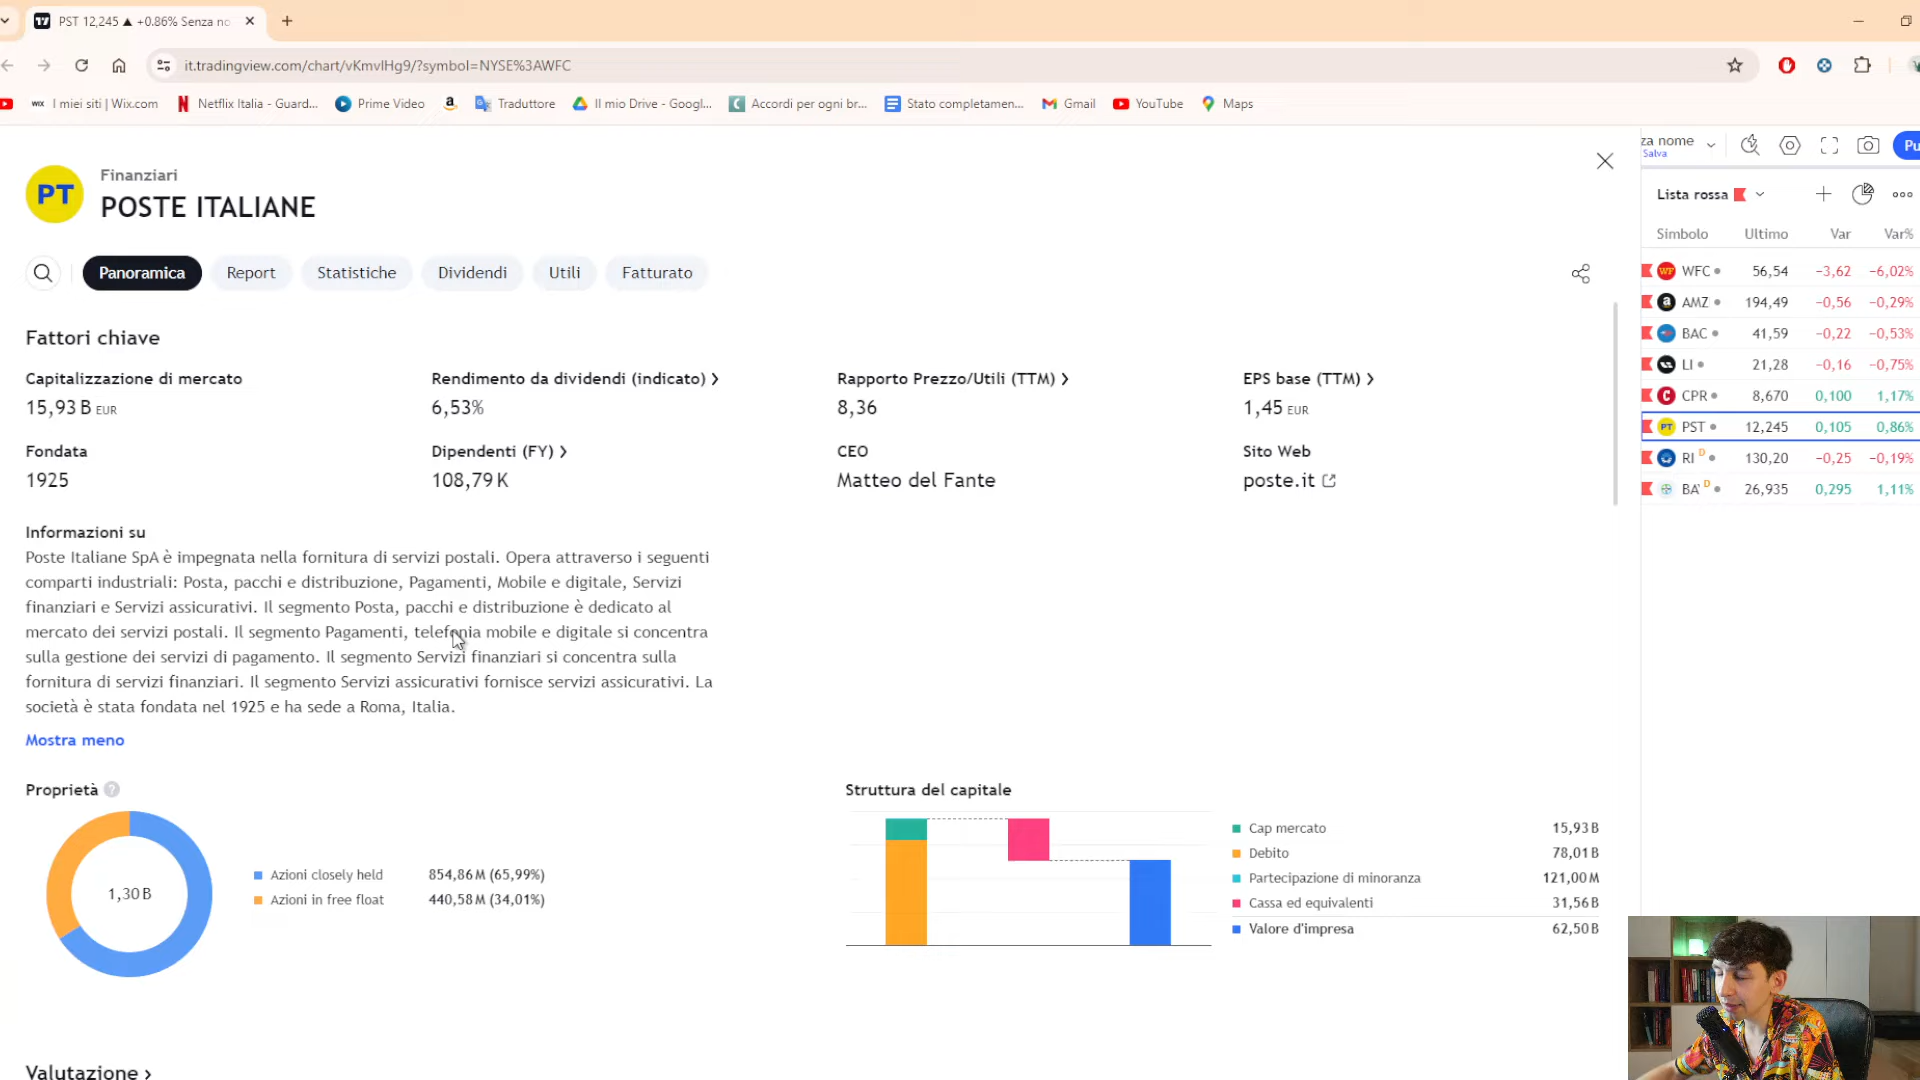 PST 12,245 ▲ +0.86% Senza no
it.tradingview.com/chart/vKmvIHg9/?symbol=NYSE%3AWFC
WIX I miei siti | Wix.com
Netflix Italia - Guard...
Prime Video
Traduttore
Il mio Drive - Googl...
Accordi per ogni br...
Stato completamen...
Gmail
YouTube
Maps
PT
Finanziari
POSTE ITALIANE
Panoramica
Report
Statistiche
Dividendi
Utili
Fatturato
Fattori chiave
Capitalizzazione di mercato
15,93 B EUR
Rendimento da dividendi (indicato)
6,53%
Rapporto Prezzo/Utili (TTM)
8,36
EPS base (TTM)
1,45 EUR
Fondata
1925
Dipendenti (FY)
108,79 K
CEO
Matteo del Fante
Sito Web
poste.it
Informazioni su
Poste Italiane SpA è impegnata nella fornitura di servizi postali. Opera attraverso i seguenti
comparti industriali: Posta, pacchi e distribuzione, Pagamenti, Mobile e digitale, Servizi
finanziari e Servizi assicurativi. Il segmento Posta, pacchi e distribuzione è dedicato al
mercato dei servizi postali. Il segmento Pagamenti, telefonia mobile e digitale si concentra
sulla gestione dei servizi di pagamento. Il segmento Servizi finanziari si concentra sulla
fornitura di servizi finanziari. Il segmento Servizi assicurativi fornisce servizi assicurativi. La
società è stata fondata nel 1925 e ha sede a Roma, Italia.
Mostra meno
Proprietà ?
1,30 B
Azioni closely held 854,86 M (65,99%)
Azioni in free float 440,58 M (34,01%)
Struttura del capitale
Cap mercato 15,93 B
Debito 78,01 B
Partecipazione di minoranza 121,00 M
Cassa ed equivalenti 31,56 B
Valore d'impresa 62,50 B
Valutazione
za nome
Salva
Pu
Lista rossa
Simbolo Ultimo Var Var%
WF WFC 56,54 −3,62 −6,02%
AMZ 194,49 −0,56 −0,29%
BAC 41,59 −0,22 −0,53%
LI 21,28 −0,16 −0,75%
CPR 8,670 0,100 1,17%
PT PST 12,245 0,105 0,86%
RI D 130,20 −0,25 −0,19%
BA' D 26,935 0,295 1,11%